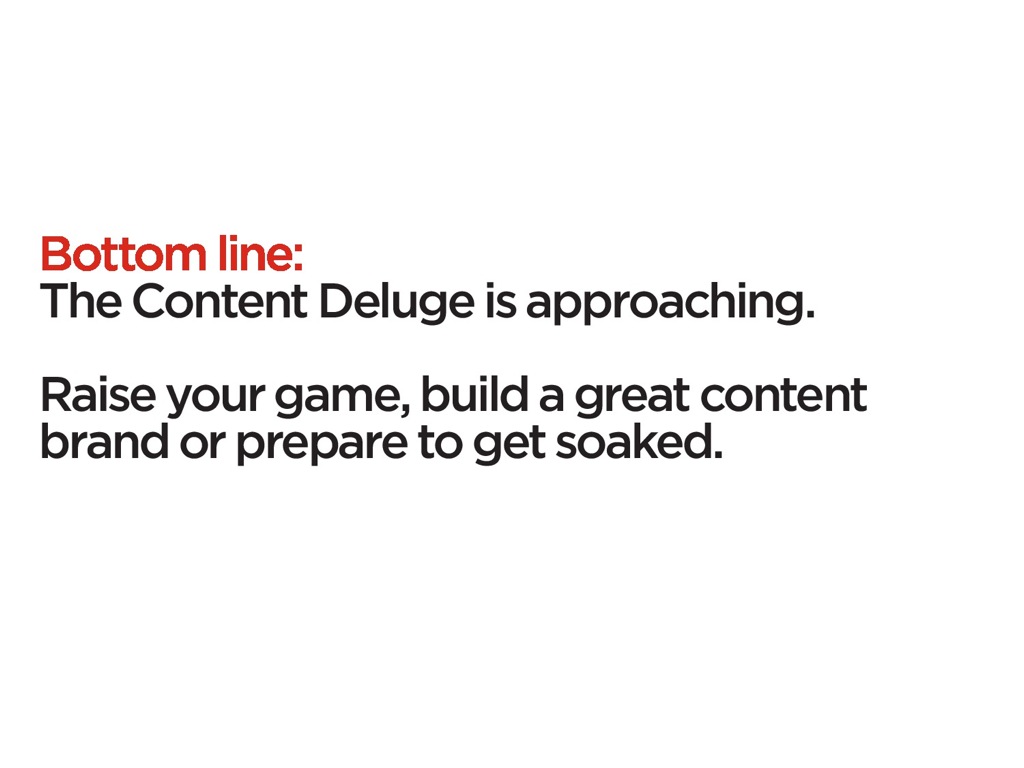 Bottom line:
The Content Deluge is approaching.
Raise your game, build a great content
brand or prepare to get soaked.